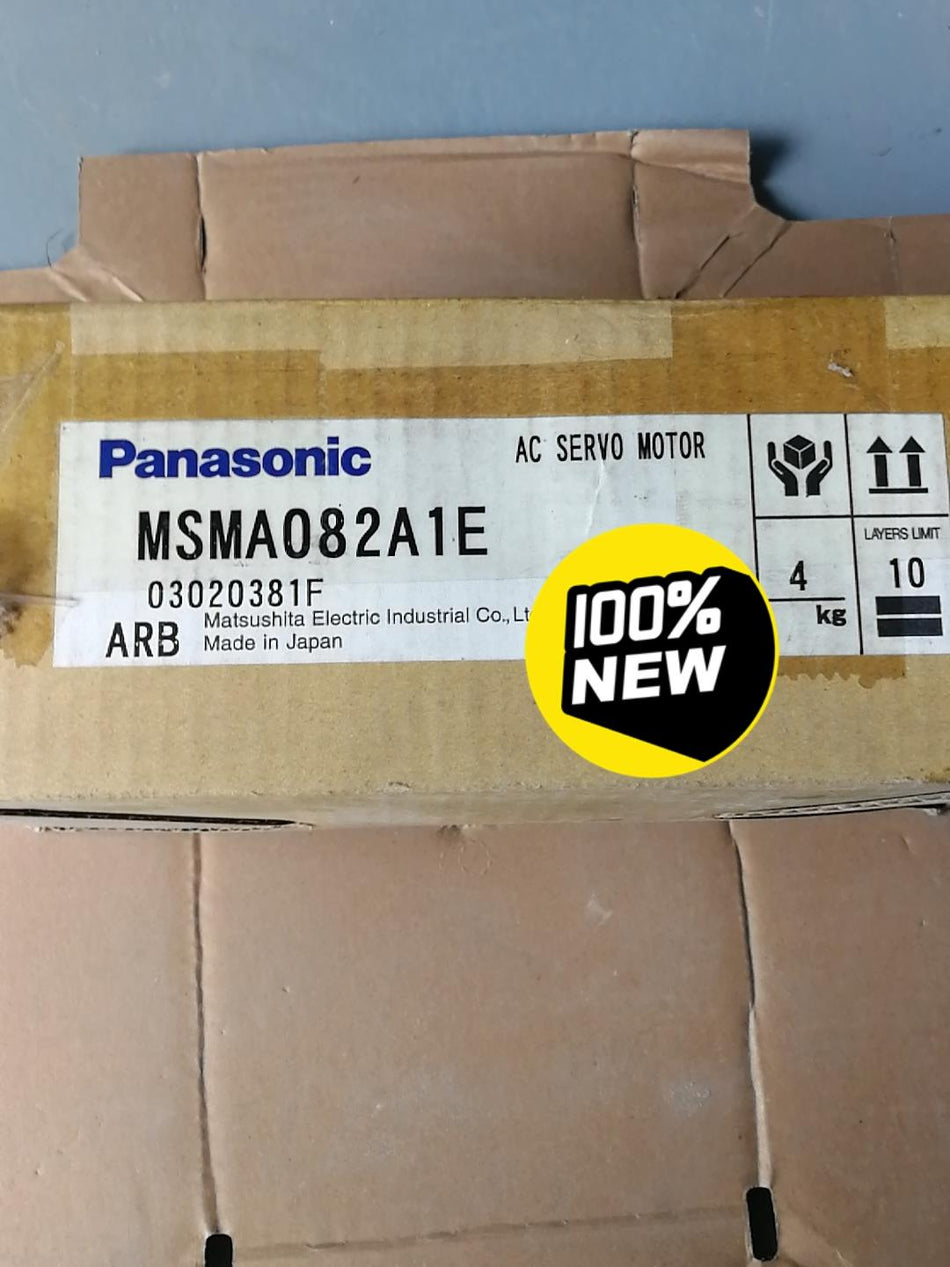 Panasonic
AC SERVO MOTOR
MSMA082A1E
03020381F
ARB
Matsushita Electric Industrial Co., Lt
Made in Japan
4
kg
LAYERS LIMIT
10
100%
NEW